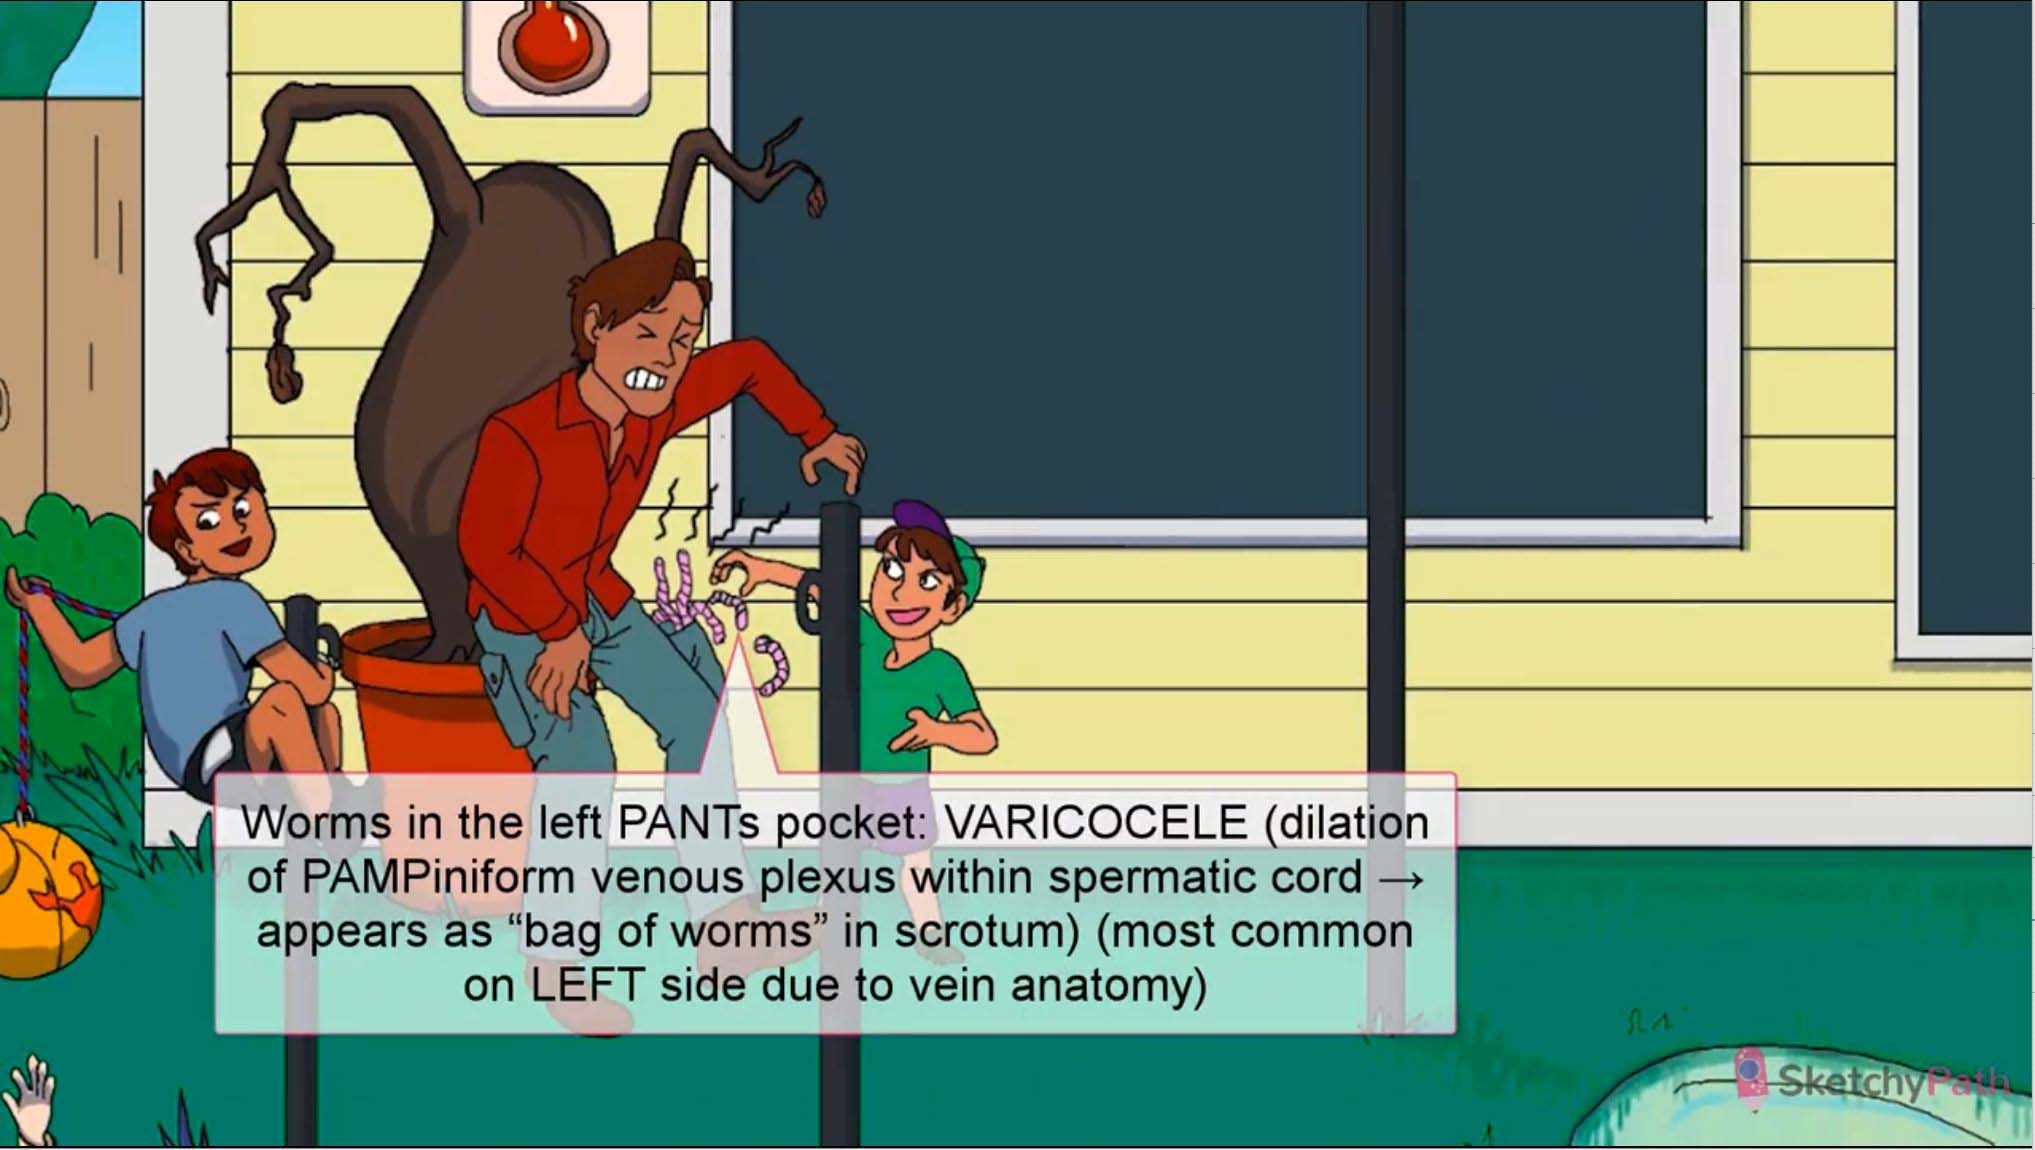 Worms in the left PANTs pocket: VARICOCELE (dilation
of PAMPiniform venous plexus within spermatic cord →
appears as “bag of worms” in scrotum) (most common
on LEFT side due to vein anatomy)
SketchyPath